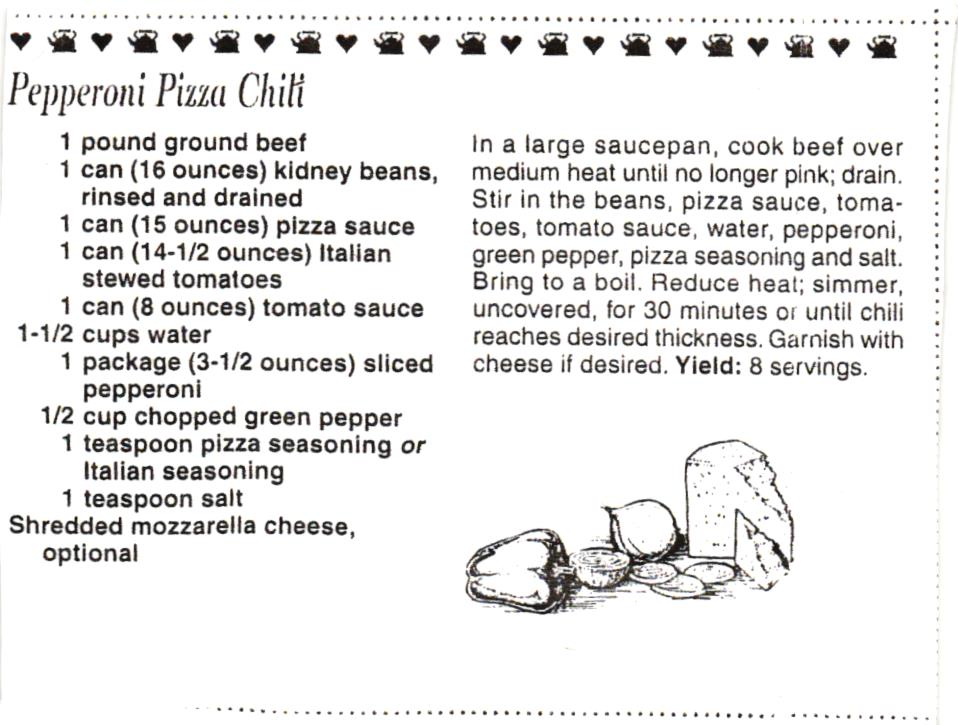 Pepperoni Pizza Chili
1 pound ground beef
1 can (16 ounces) kidney beans,
rinsed and drained
1 can (15 ounces) pizza sauce
1 can (14-1/2 ounces) Italian
stewed tomatoes
1 can (8 ounces) tomato sauce
1-1/2 cups water
1 package (3-1/2 ounces) sliced
pepperoni
1/2 cup chopped green pepper
1 teaspoon pizza seasoning or
Italian seasoning
1 teaspoon salt
Shredded mozzarella cheese,
optional
In a large saucepan, cook beef over
medium heat until no longer pink; drain.
Stir in the beans, pizza sauce, toma-
toes, tomato sauce, water, pepperoni,
green pepper, pizza seasoning and salt.
Bring to a boil. Reduce heat; simmer,
uncovered, for 30 minutes or until chili
reaches desired thickness. Garnish with
cheese if desired. Yield: 8 servings.